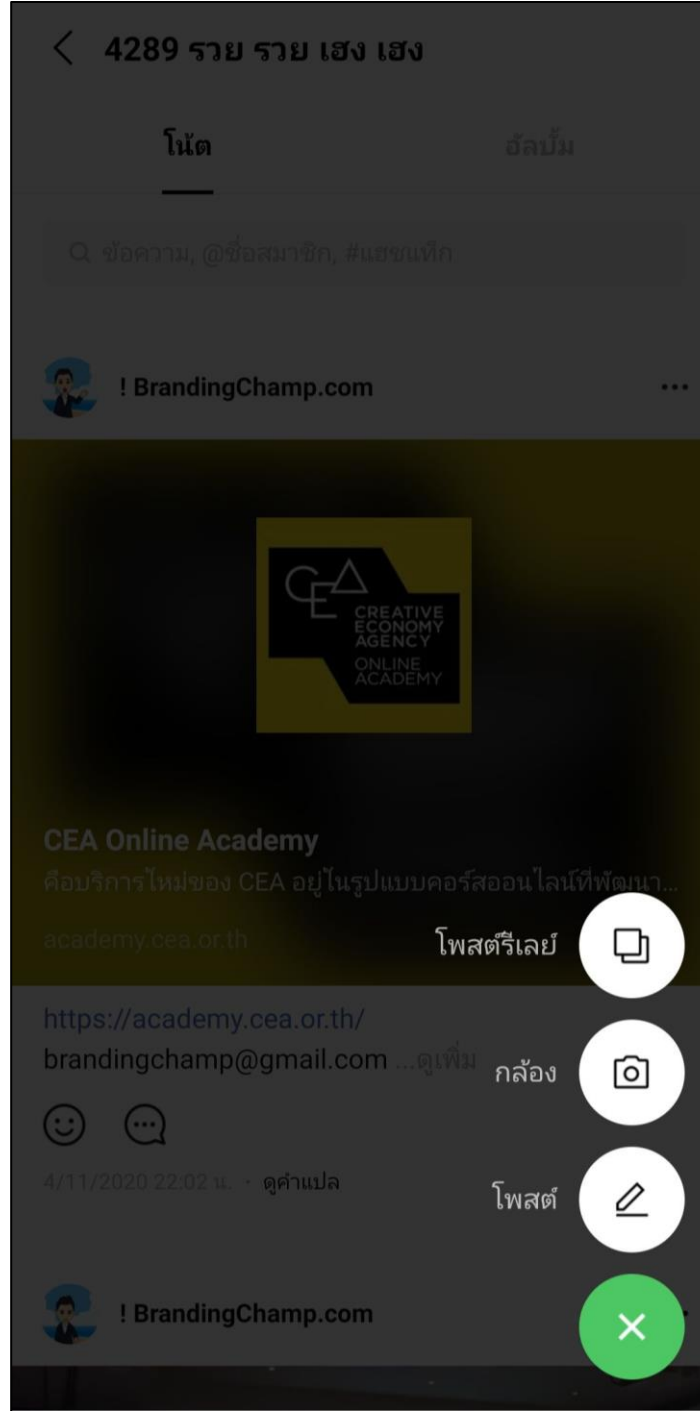 4289 รวย รวย เฮง เฮง
โน้ต
อัลบั้ม
ข้อความ, @ชื่อสมาชิก, #แฮชแท็ก
! BrandingChamp.com
CEA
CREATIVE
ECONOMY
AGENCY
ONLINE
ACADEMY
CEA Online Academy
คือบริการใหม่ของ CEA อยู่ในรูปแบบคอร์สออนไลน์ที่พัฒนา...
academy.cea.or.th
โพสต์รีเลย์
https://academy.cea.or.th/
brandingchamp@gmail.com ...ดูเพิ่ม
กล้อง
4/11/2020 22:02 น. · ดูคำแปล
โพสต์
! BrandingChamp.com